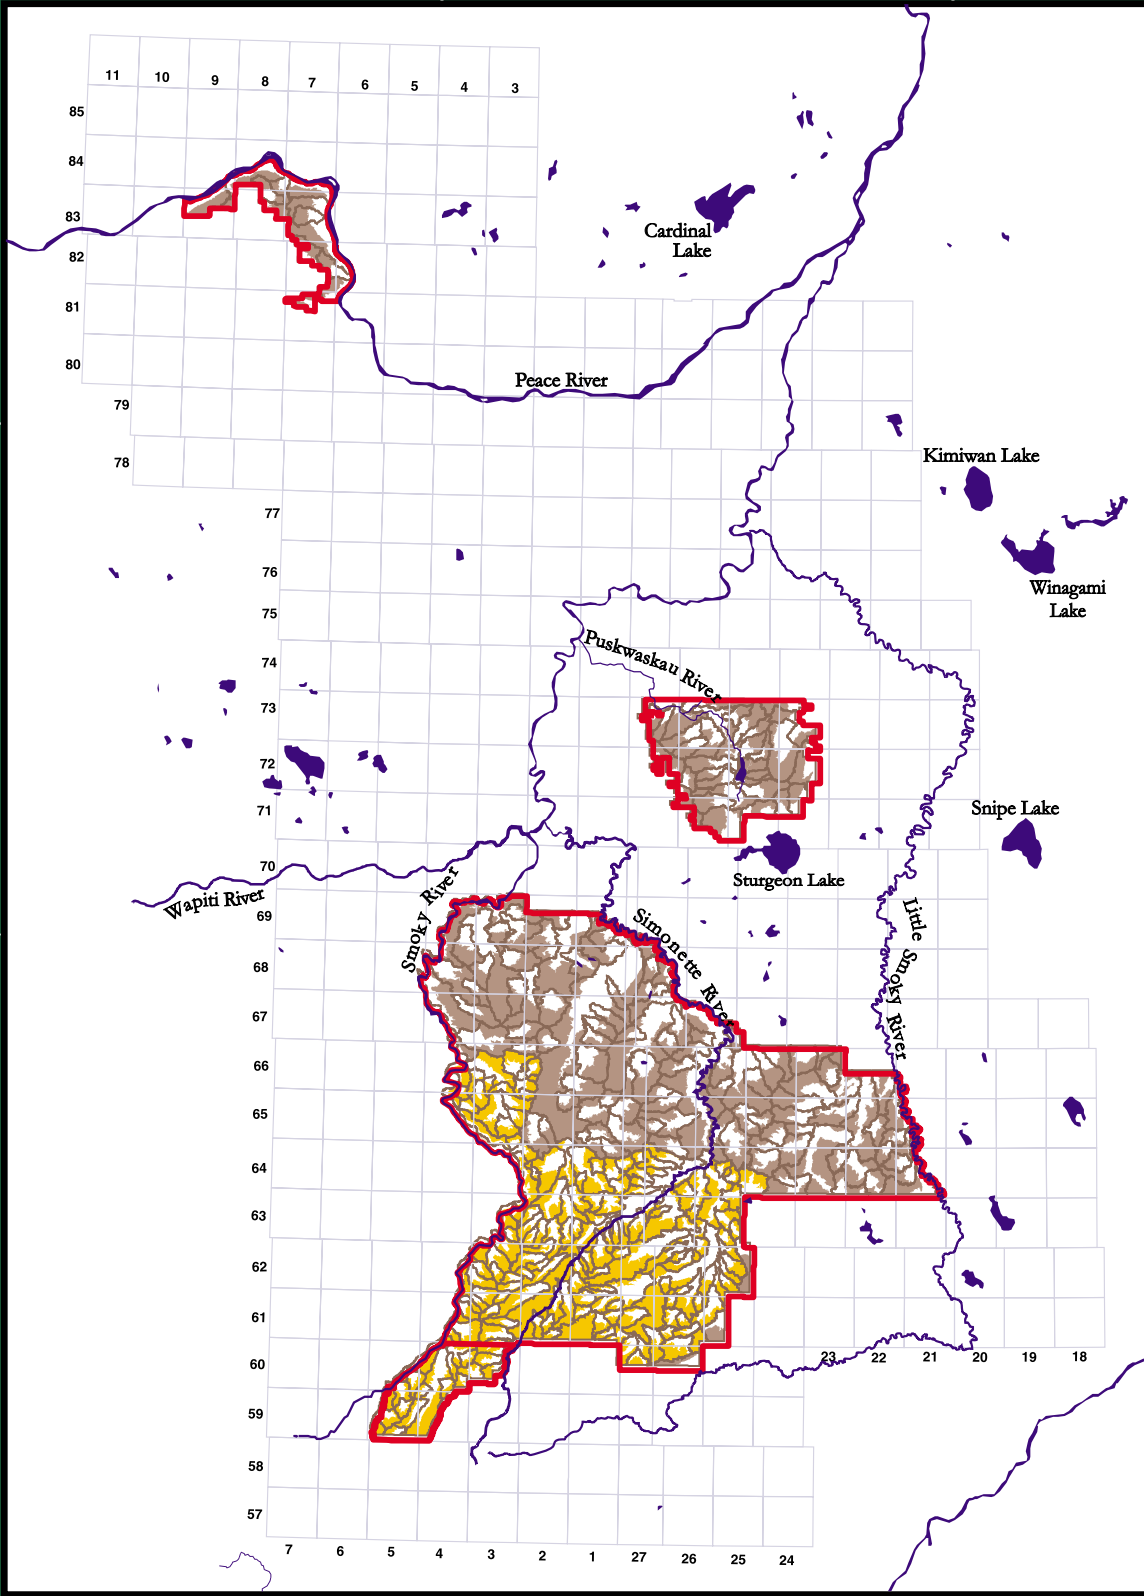 11 10 9 8 7 6 5 4 3
85
84
83
82
81
80
79
78
77
76
75
74
73
72
71
70
69
68
67
66
65
64
63
62
61
60
59
58
57
Cardinal
Lake
Peace River
Kimiwan Lake
Winagami
Lake
Puskwaskau River
Snipe Lake
Sturgeon Lake
Wapiti River
Smoky River
Simonette River
Little Smoky River
23 22 21 20 19 18
7 6 5 4 3 2 1 27 26 25 24